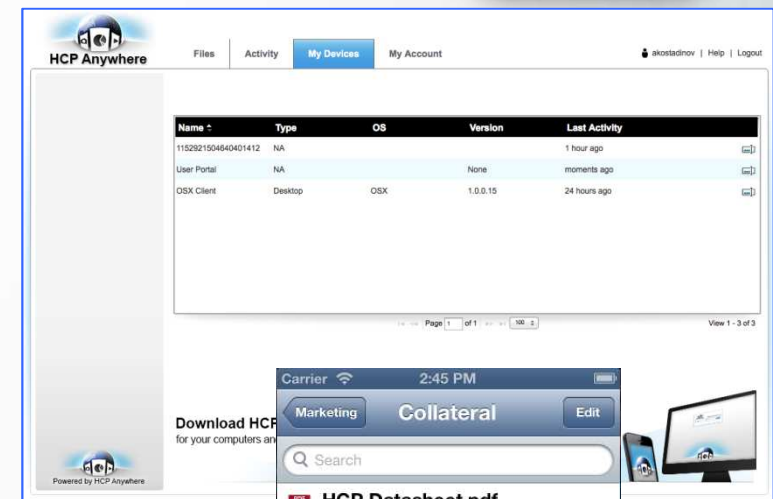 HCP Anywhere
Files Activity My Devices My Account
akostadinov | Help | Logout
Name Type OS Version Last Activity
1152921504640401412 NA 1 hour ago
User Portal NA None moments ago
OSX Client Desktop OSX 1.0.0.15 24 hours ago
Page 1 of 1 100
View 1 - 3 of 3
Download HCP
for your computers an
Powered by HCP Anywhere
Carrier 2:45 PM
Marketing Collateral Edit
Search
HCP Datasheet.pdf